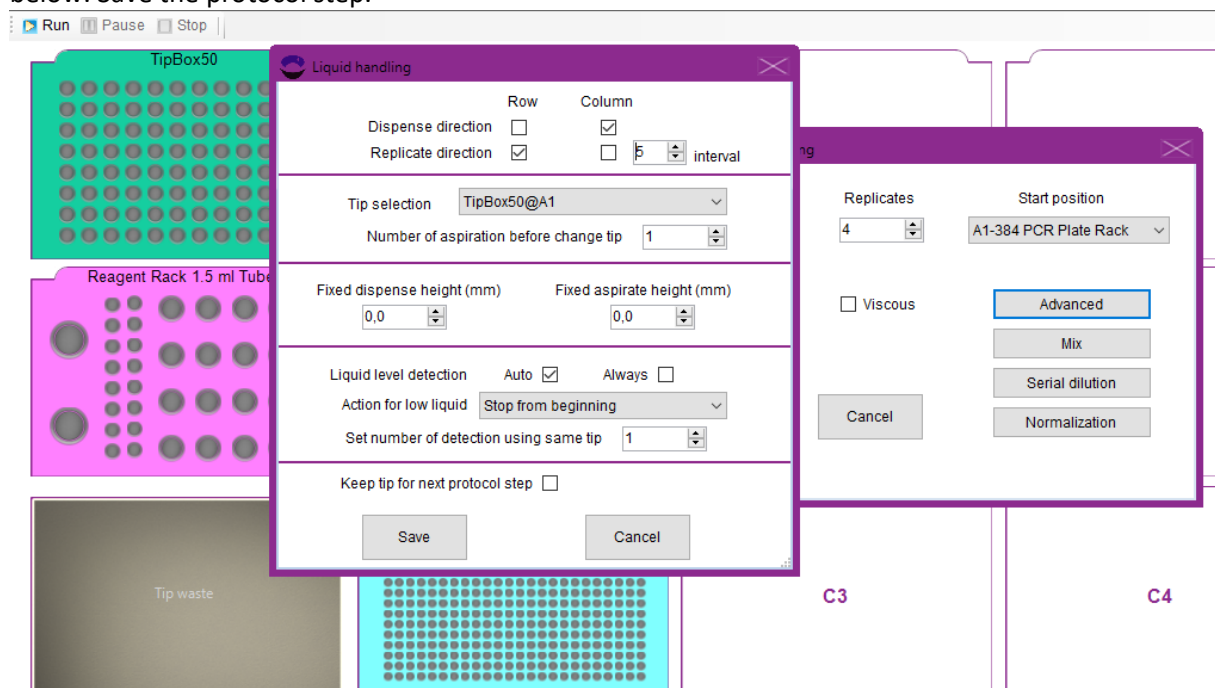 below. Save the protocol step.
Run Pause Stop
TipBox50
Liquid handling
Row Column
Dispense direction
Replicate direction 5 interval
Tip selection TipBox50@A1
Number of aspiration before change tip 1
Fixed dispense height (mm) Fixed aspirate height (mm)
0,0 0,0
Liquid level detection Auto Always
Action for low liquid Stop from beginning
Set number of detection using same tip 1
Keep tip for next protocol step
Save Cancel
ng
Replicates Start position
4 A1-384 PCR Plate Rack
Viscous Advanced
Mix
Serial dilution
Cancel Normalization
Reagent Rack 1.5 ml Tube
Tip waste
C3 C4